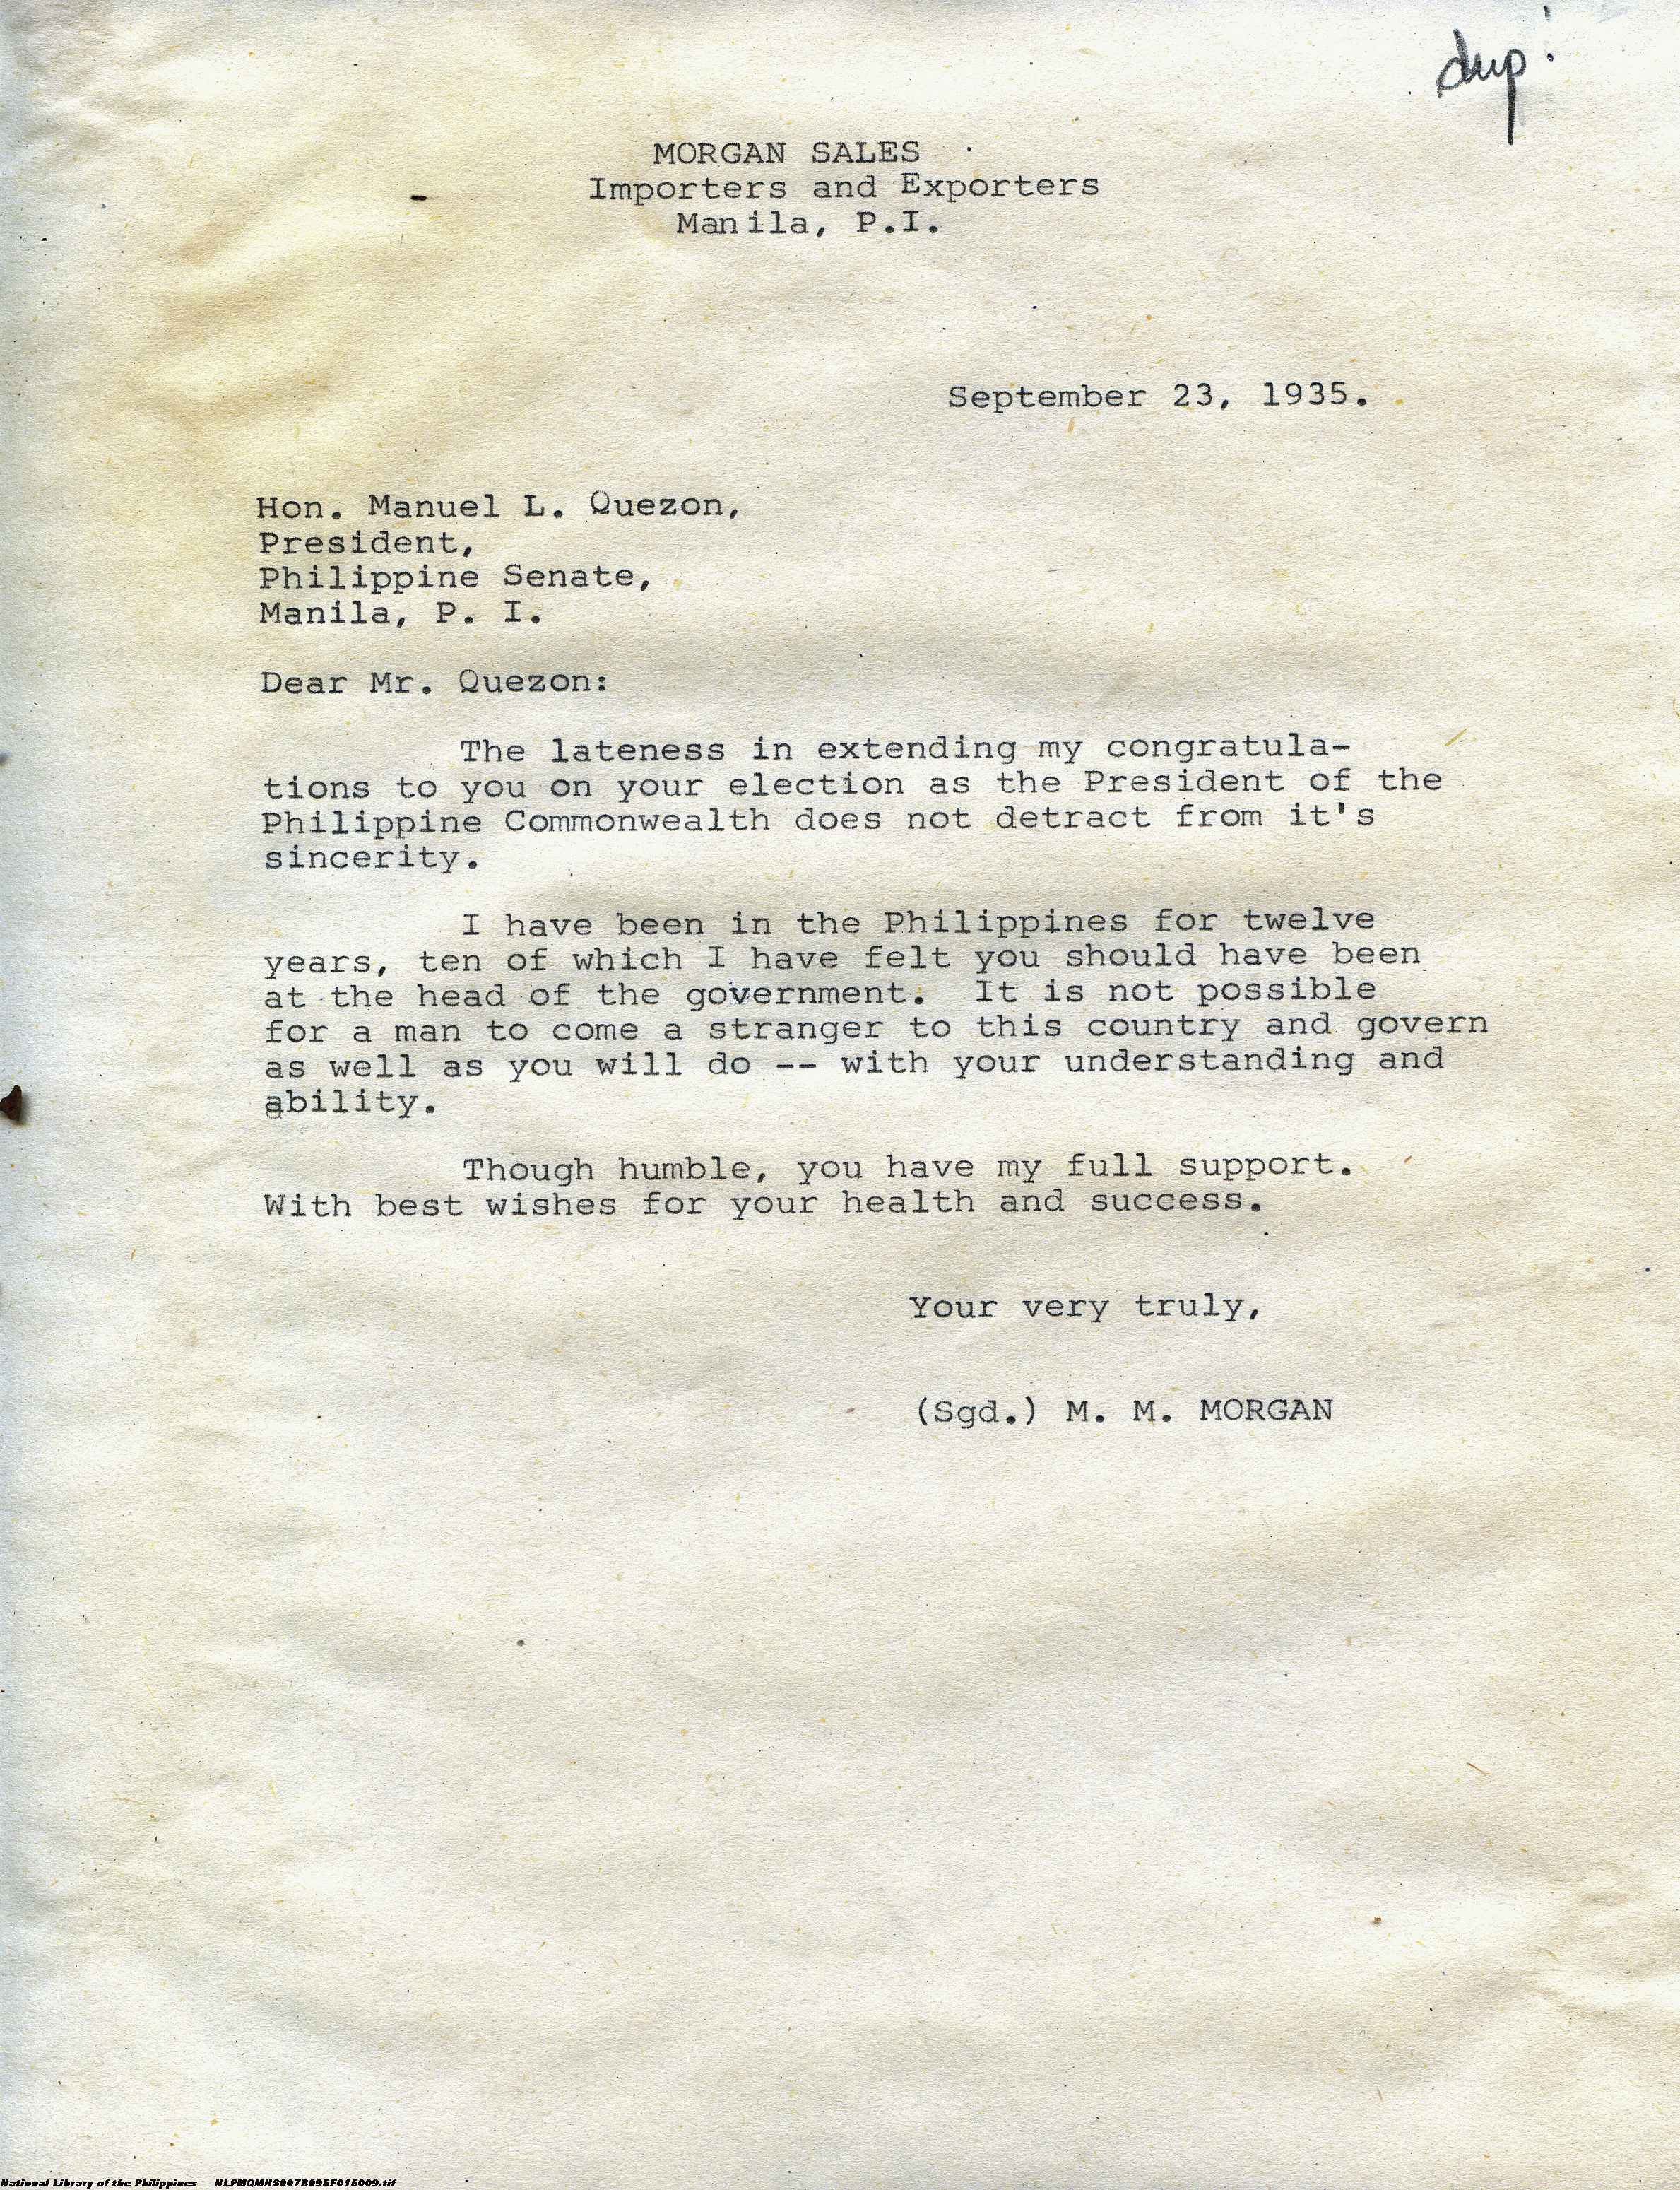 dup.
MORGAN SALES
Importers and Exporters
Manila, P.I.
September 23, 1935.
Hon. Manuel L. Quezon,
President,
Philippine Senate,
Manila, P. I.
Dear Mr. Quezon:
The lateness in extending my congratula-
tions to you on your election as the President of the
Philippine Commonwealth does not detract from it's
sincerity.
I have been in the Philippines for twelve
years, ten of which I have felt you should have been
at the head of the government. It is not possible
for a man to come a stranger to this country and govern
as well as you will do -- with your understanding and
ability.
Though humble, you have my full support.
With best wishes for your health and success.
Your very truly,
(Sgd.) M. M. MORGAN
National Library of the Philippines NLPMQMNS007B095F015009.tif